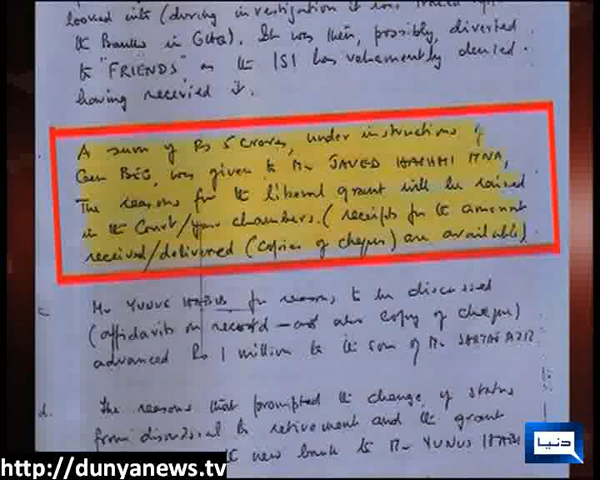 looked into (during investigation it was traced
the Banks in GHQ). It was then, possibly, diverted
to "FRIENDS" as the ISI has vehemently denied
having received it.
A sum of Rs 5 crores, under instructions of
Gen BEG, was given to Mr JAVED HASHMI MNA,
The reasons for the liberal grant will be raised
in the Court/your chambers. (receipts for the amount
received/delivered (copies of cheques) are available)
c
Mr YUNUS HABIB for reasons to be discussed
(affidavits on record - and also copy of cheque)
advanced Rs 1 million to the son of Mr
d.
The reasons that prompted the change of status
from dismissal to retirement and the grant
the new bank to Mr YUNUS HABIB
دنیا
http://dunyanews.tv